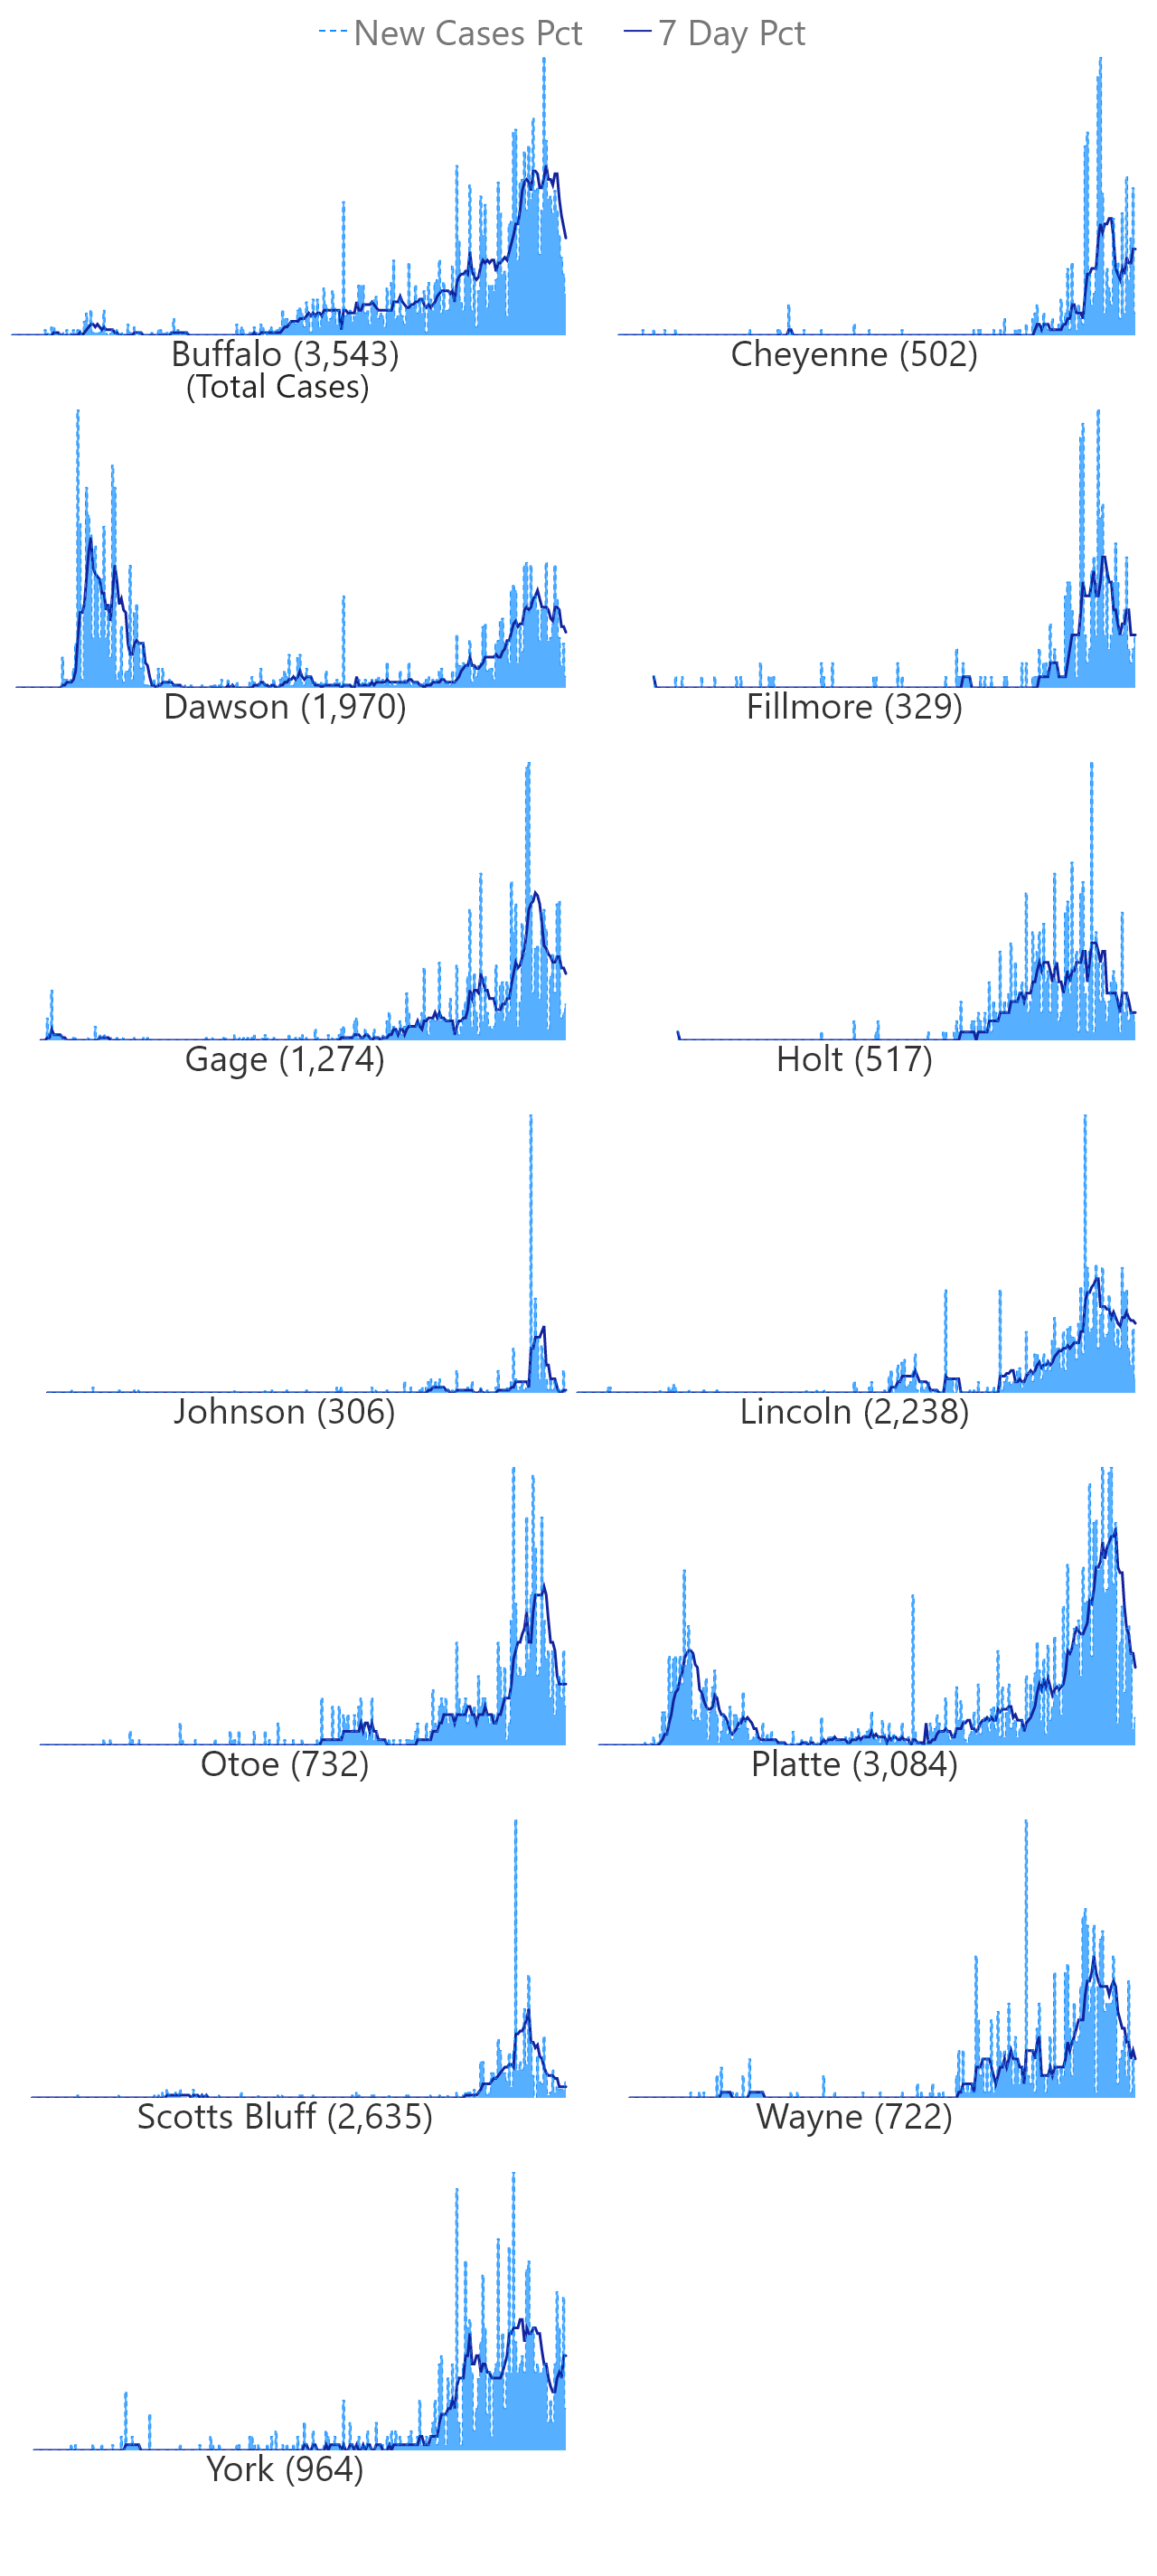 New Cases Pct 7 Day Pct
Buffalo (3,543) Cheyenne (502)
(Total Cases)
Dawson (1,970) Fillmore (329)
Gage (1,274) Holt (517)
Johnson (306) Lincoln (2,238)
Otoe (732) Platte (3,084)
Scotts Bluff (2,635) Wayne (722)
York (964)